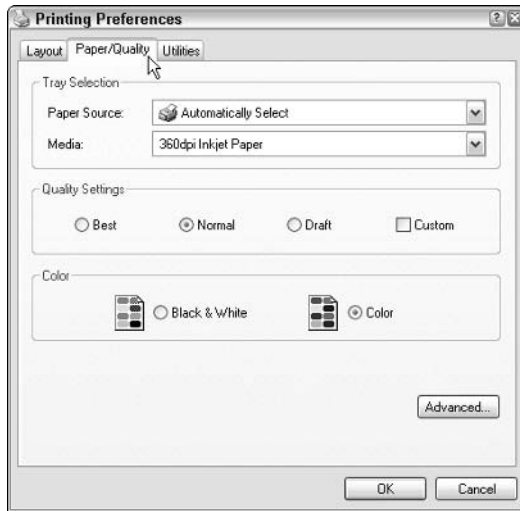 Printing Preferences
Layout Paper/Quality Utilities
Tray Selection
Paper Source: Automatically Select
Media: 360dpi Inkjet Paper
Quality Settings
Best Normal Draft Custom
Color
Black & White Color
Advanced...
OK Cancel